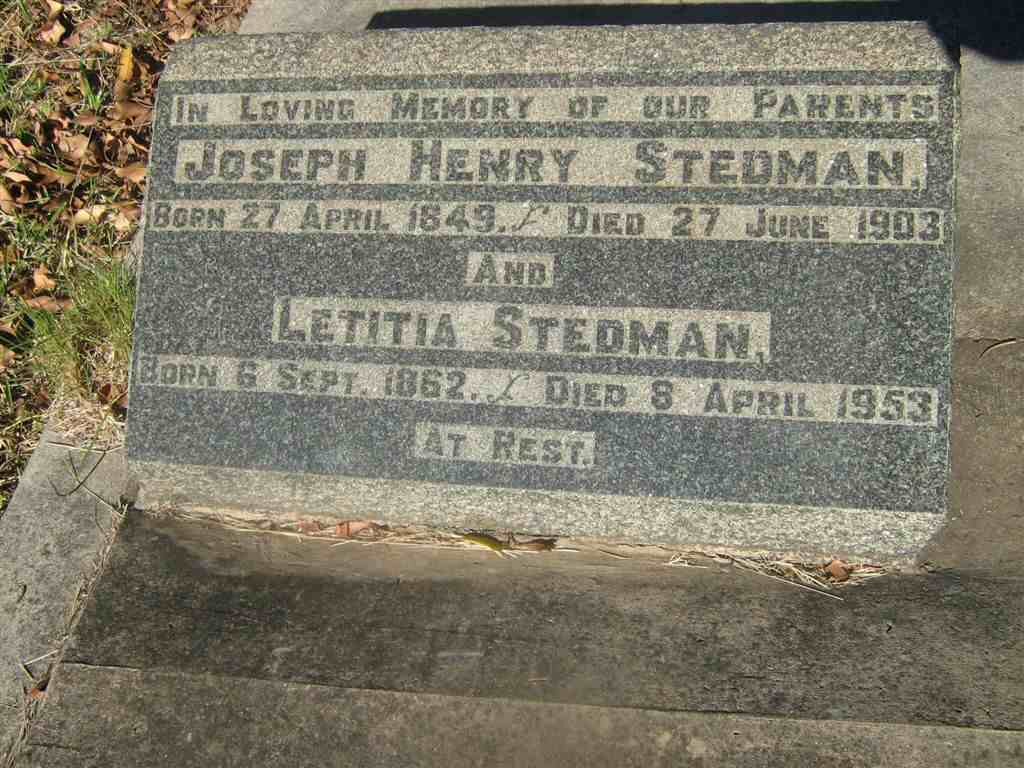 In Loving Memory of our Parents
Joseph Henry Stedman,
Born 27 April 1849. & Died 27 June 1903
And
Letitia Stedman,
Born 6 Sept. 1862. & Died 8 April 1953
At Rest.